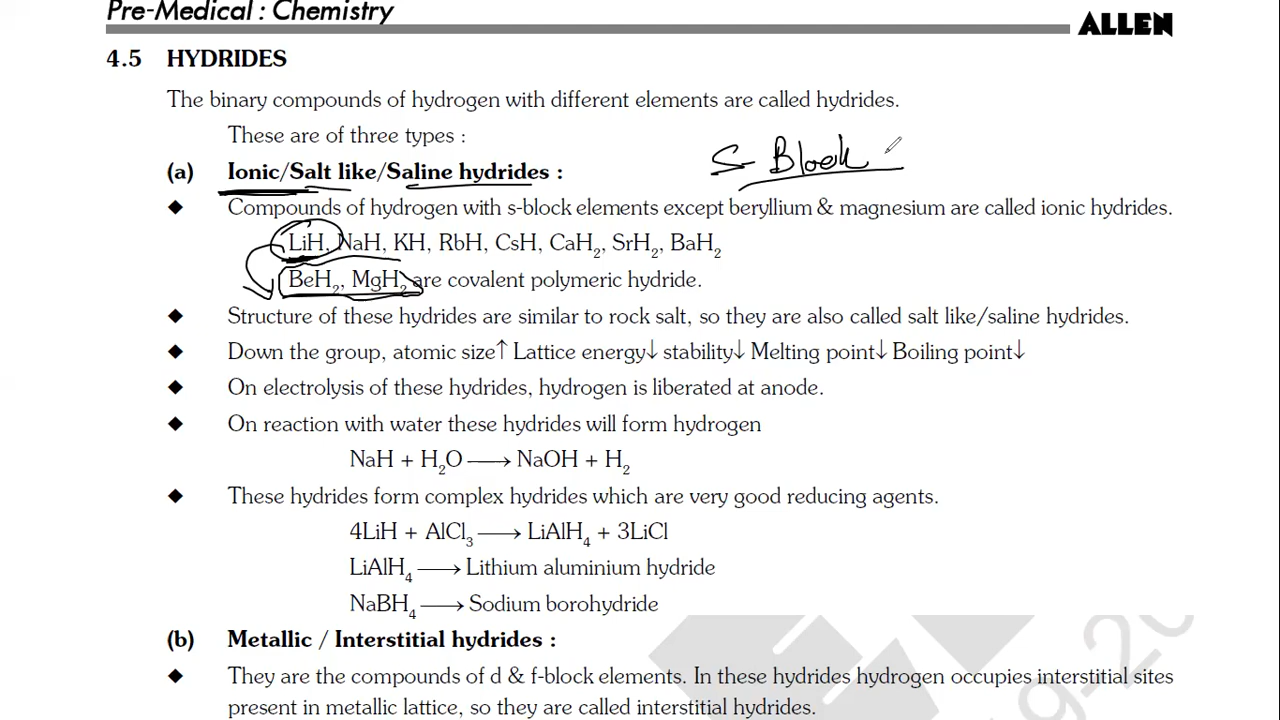 Pre-Medical : Chemistry
ALLEN
4.5 HYDRIDES
The binary compounds of hydrogen with different elements are called hydrides.
These are of three types :
S-Block
(a) Ionic/Salt like/Saline hydrides :
◆ Compounds of hydrogen with s-block elements except beryllium & magnesium are called ionic hydrides.
LiH, NaH, KH, RbH, CsH, CaH₂, SrH₂, BaH₂
BeH₂, MgH₂ are covalent polymeric hydride.
◆ Structure of these hydrides are similar to rock salt, so they are also called salt like/saline hydrides.
◆ Down the group, atomic size↑ Lattice energy↓ stability↓ Melting point↓ Boiling point↓
◆ On electrolysis of these hydrides, hydrogen is liberated at anode.
◆ On reaction with water these hydrides will form hydrogen
NaH + H₂O ⟶ NaOH + H₂
◆ These hydrides form complex hydrides which are very good reducing agents.
4LiH + AlCl₃ ⟶ LiAlH₄ + 3LiCl
LiAlH₄ ⟶ Lithium aluminium hydride
NaBH₄ ⟶ Sodium borohydride
(b) Metallic / Interstitial hydrides :
◆ They are the compounds of d & f-block elements. In these hydrides hydrogen occupies interstitial sites
present in metallic lattice, so they are called interstitial hydrides.